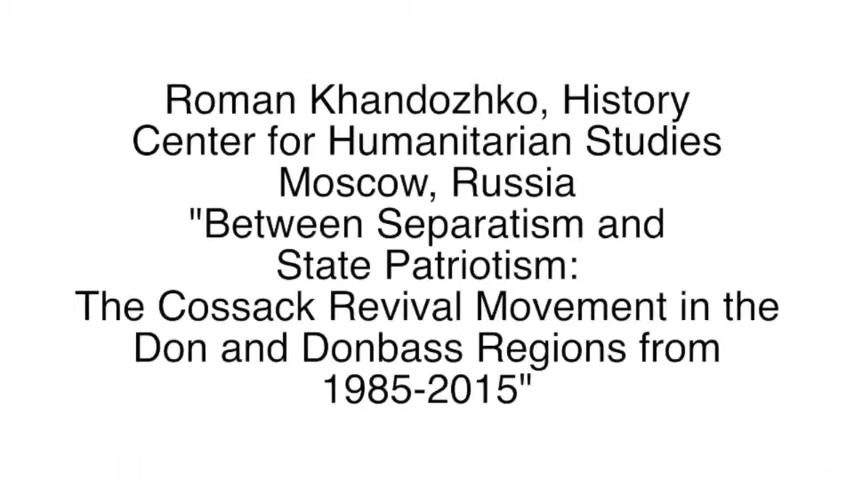 Roman Khandozhko, History
Center for Humanitarian Studies
Moscow, Russia
"Between Separatism and
State Patriotism:
The Cossack Revival Movement in the
Don and Donbass Regions from
1985-2015"